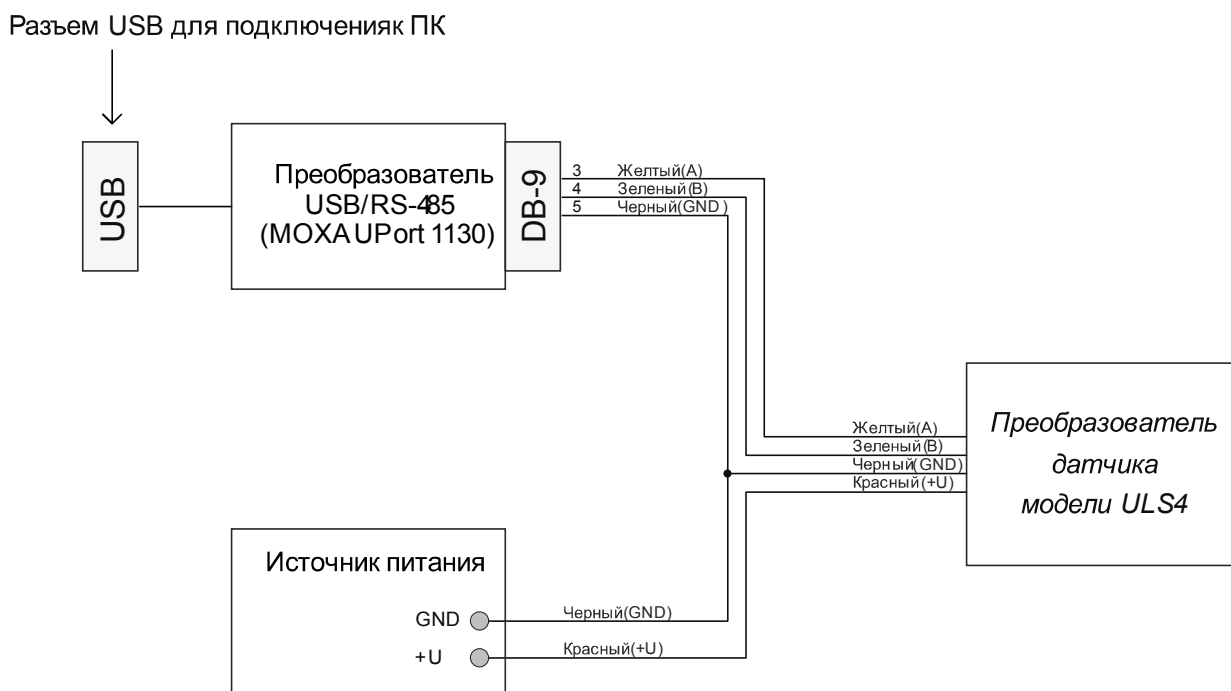 Разъем USB для подключенияк ПК
USB
Преобразователь
USB/RS-485
(MOXA UPort 1130)
DB-9
3 Желтый(A)
4 Зеленый(B)
5 Черный(GND)
Желтый(A)
Зеленый(B)
Черный(GND)
Красный(+U)
Преобразователь
датчика
модели ULS4
Источник питания
GND
Черный(GND)
+U
Красный(+U)